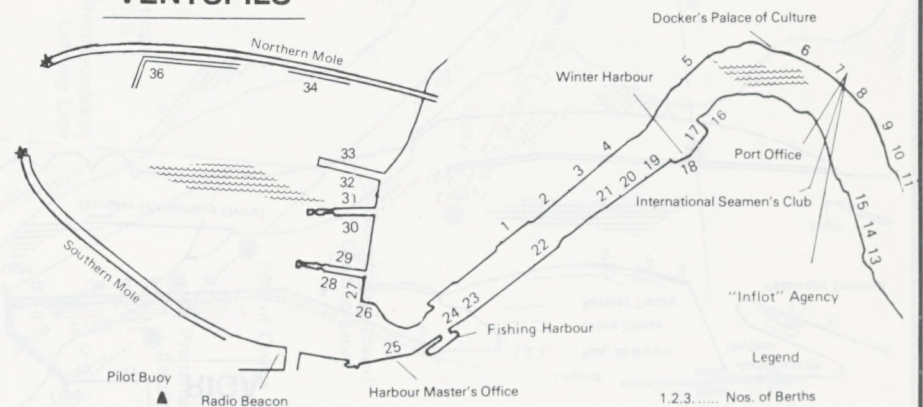 VENTSPILS
Docker's Palace of Culture
Northern Mole
Winter Harbour
Port Office
International Seamen's Club
"Inflot" Agency
Southern Mole
Fishing Harbour
Harbour Master's Office
Pilot Buoy
Radio Beacon
36
34
33
32
31
30
29
28
27
26
25
24
23
22
21
20
19
18
17
16
1
2
3
4
5
6
7
8
9
10
11
15
14
13
Legend
1.2.3...... Nos. of Berths